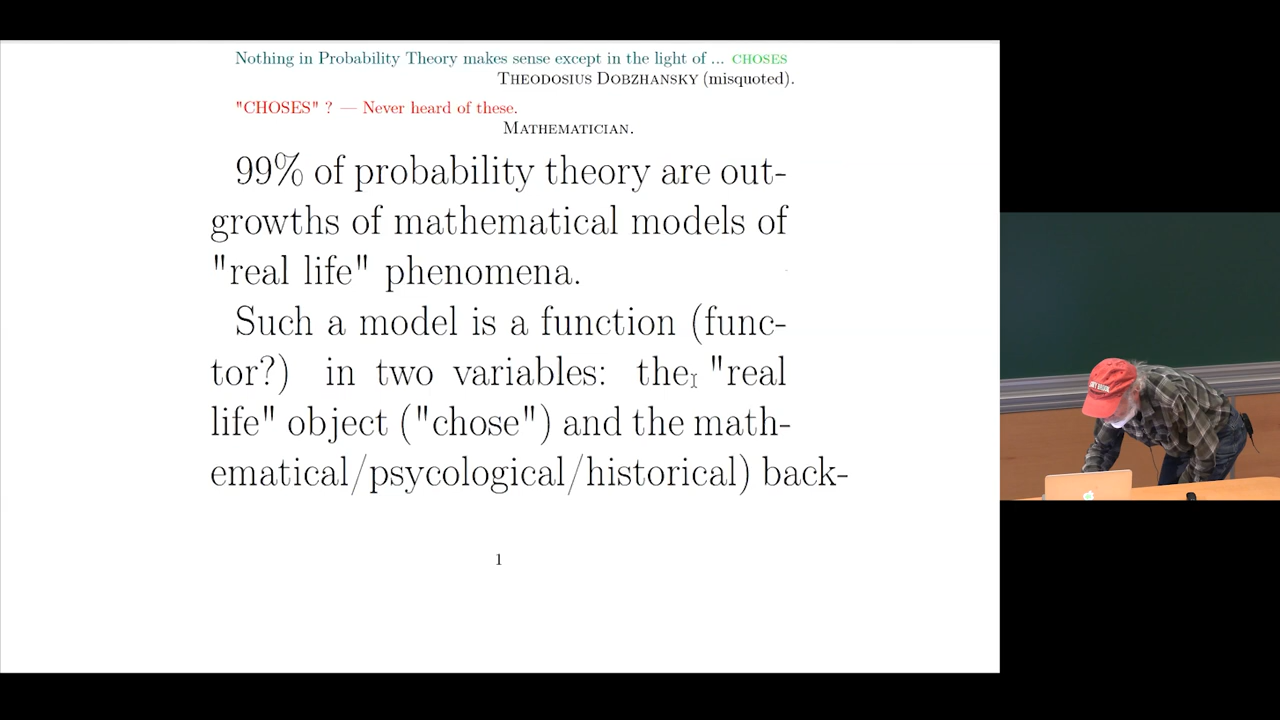 Nothing in Probability Theory makes sense except in the light of ... CHOSES
THEODOSIUS DOBZHANSKY (misquoted).
"CHOSES" ? — Never heard of these.
MATHEMATICIAN.
99% of probability theory are out-
growths of mathematical models of
"real life" phenomena.
Such a model is a function (func-
tor?) in two variables: the "real
life" object ("chose") and the math-
ematical/psycological/historical) back-
1